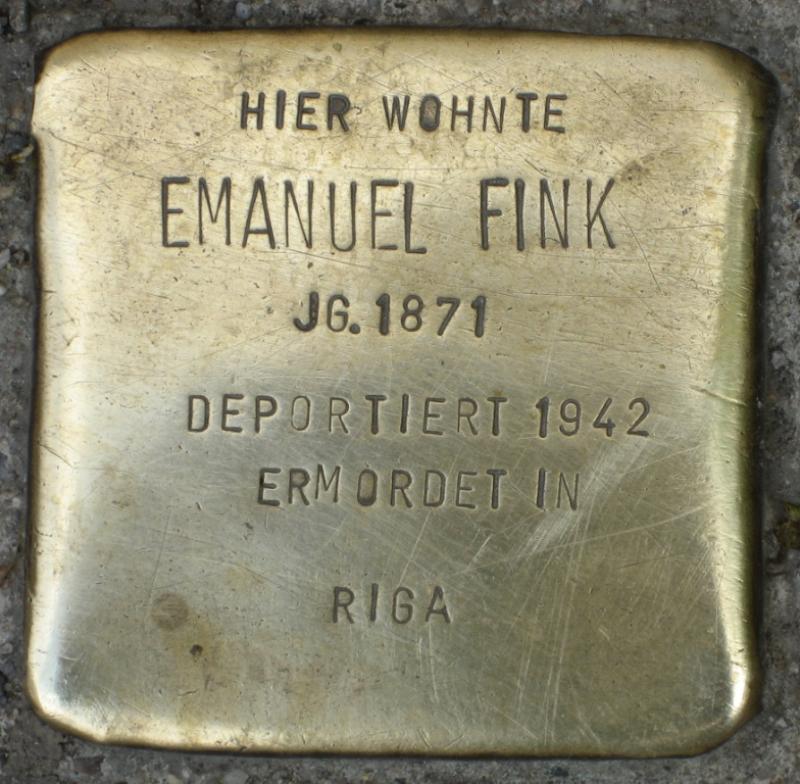 HIER WOHNTE
EMANUEL FINK
JG. 1871
DEPORTIERT 1942
ERMORDET IN
RIGA